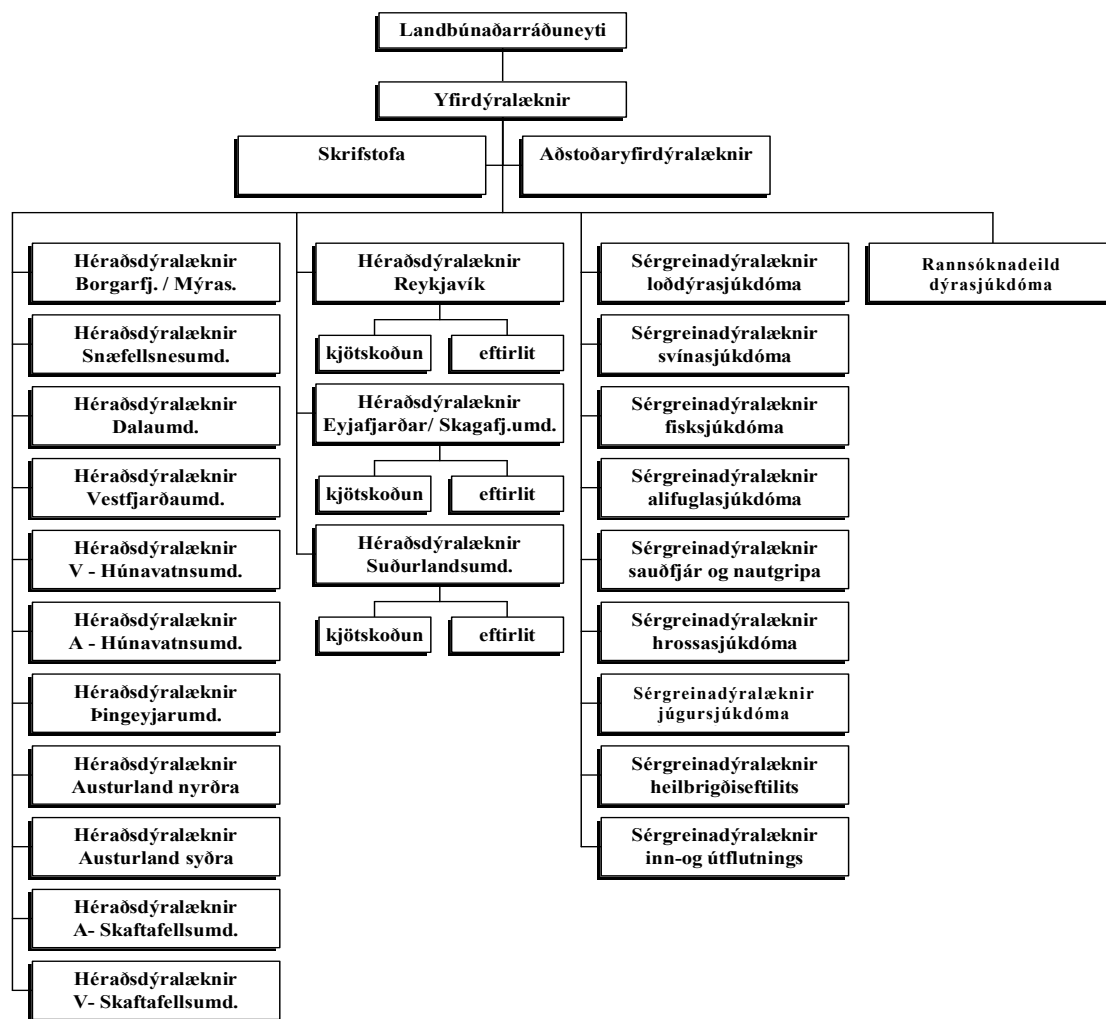 Landbúnaðarráðuneyti
Yfirdýralæknir
Skrifstofa
Aðstoðaryfirdýralæknir
Héraðsdýralæknir
Borgarfj. / Mýras.
Héraðsdýralæknir
Snæfellsnesumd.
Héraðsdýralæknir
Dalaumd.
Héraðsdýralæknir
Vestfjarðaumd.
Héraðsdýralæknir
V - Húnavatnsumd.
Héraðsdýralæknir
A - Húnavatnsumd.
Héraðsdýralæknir
Þingeyjarumd.
Héraðsdýralæknir
Austurland nyrðra
Héraðsdýralæknir
Austurland syðra
Héraðsdýralæknir
A- Skaftafellsumd.
Héraðsdýralæknir
V- Skaftafellsumd.
Héraðsdýralæknir
Reykjavík
kjötskoðun
eftirlit
Héraðsdýralæknir
Eyjafjarðar/ Skagafj.umd.
kjötskoðun
eftirlit
Héraðsdýralæknir
Suðurlandsumd.
kjötskoðun
eftirlit
Sérgreinadýralæknir
loðdýrasjúkdóma
Sérgreinadýralæknir
svínasjúkdóma
Sérgreinadýralæknir
fisksjúkdóma
Sérgreinadýralæknir
alifuglasjúkdóma
Sérgreinadýralæknir
sauðfjár og nautgripa
Sérgreinadýralæknir
hrossasjúkdóma
Sérgreinadýralæknir
júgursjúkdóma
Sérgreinadýralæknir
heilbrigðiseftilits
Sérgreinadýralæknir
inn-og útflutnings
Rannsóknadeild
dýrasjúkdóma